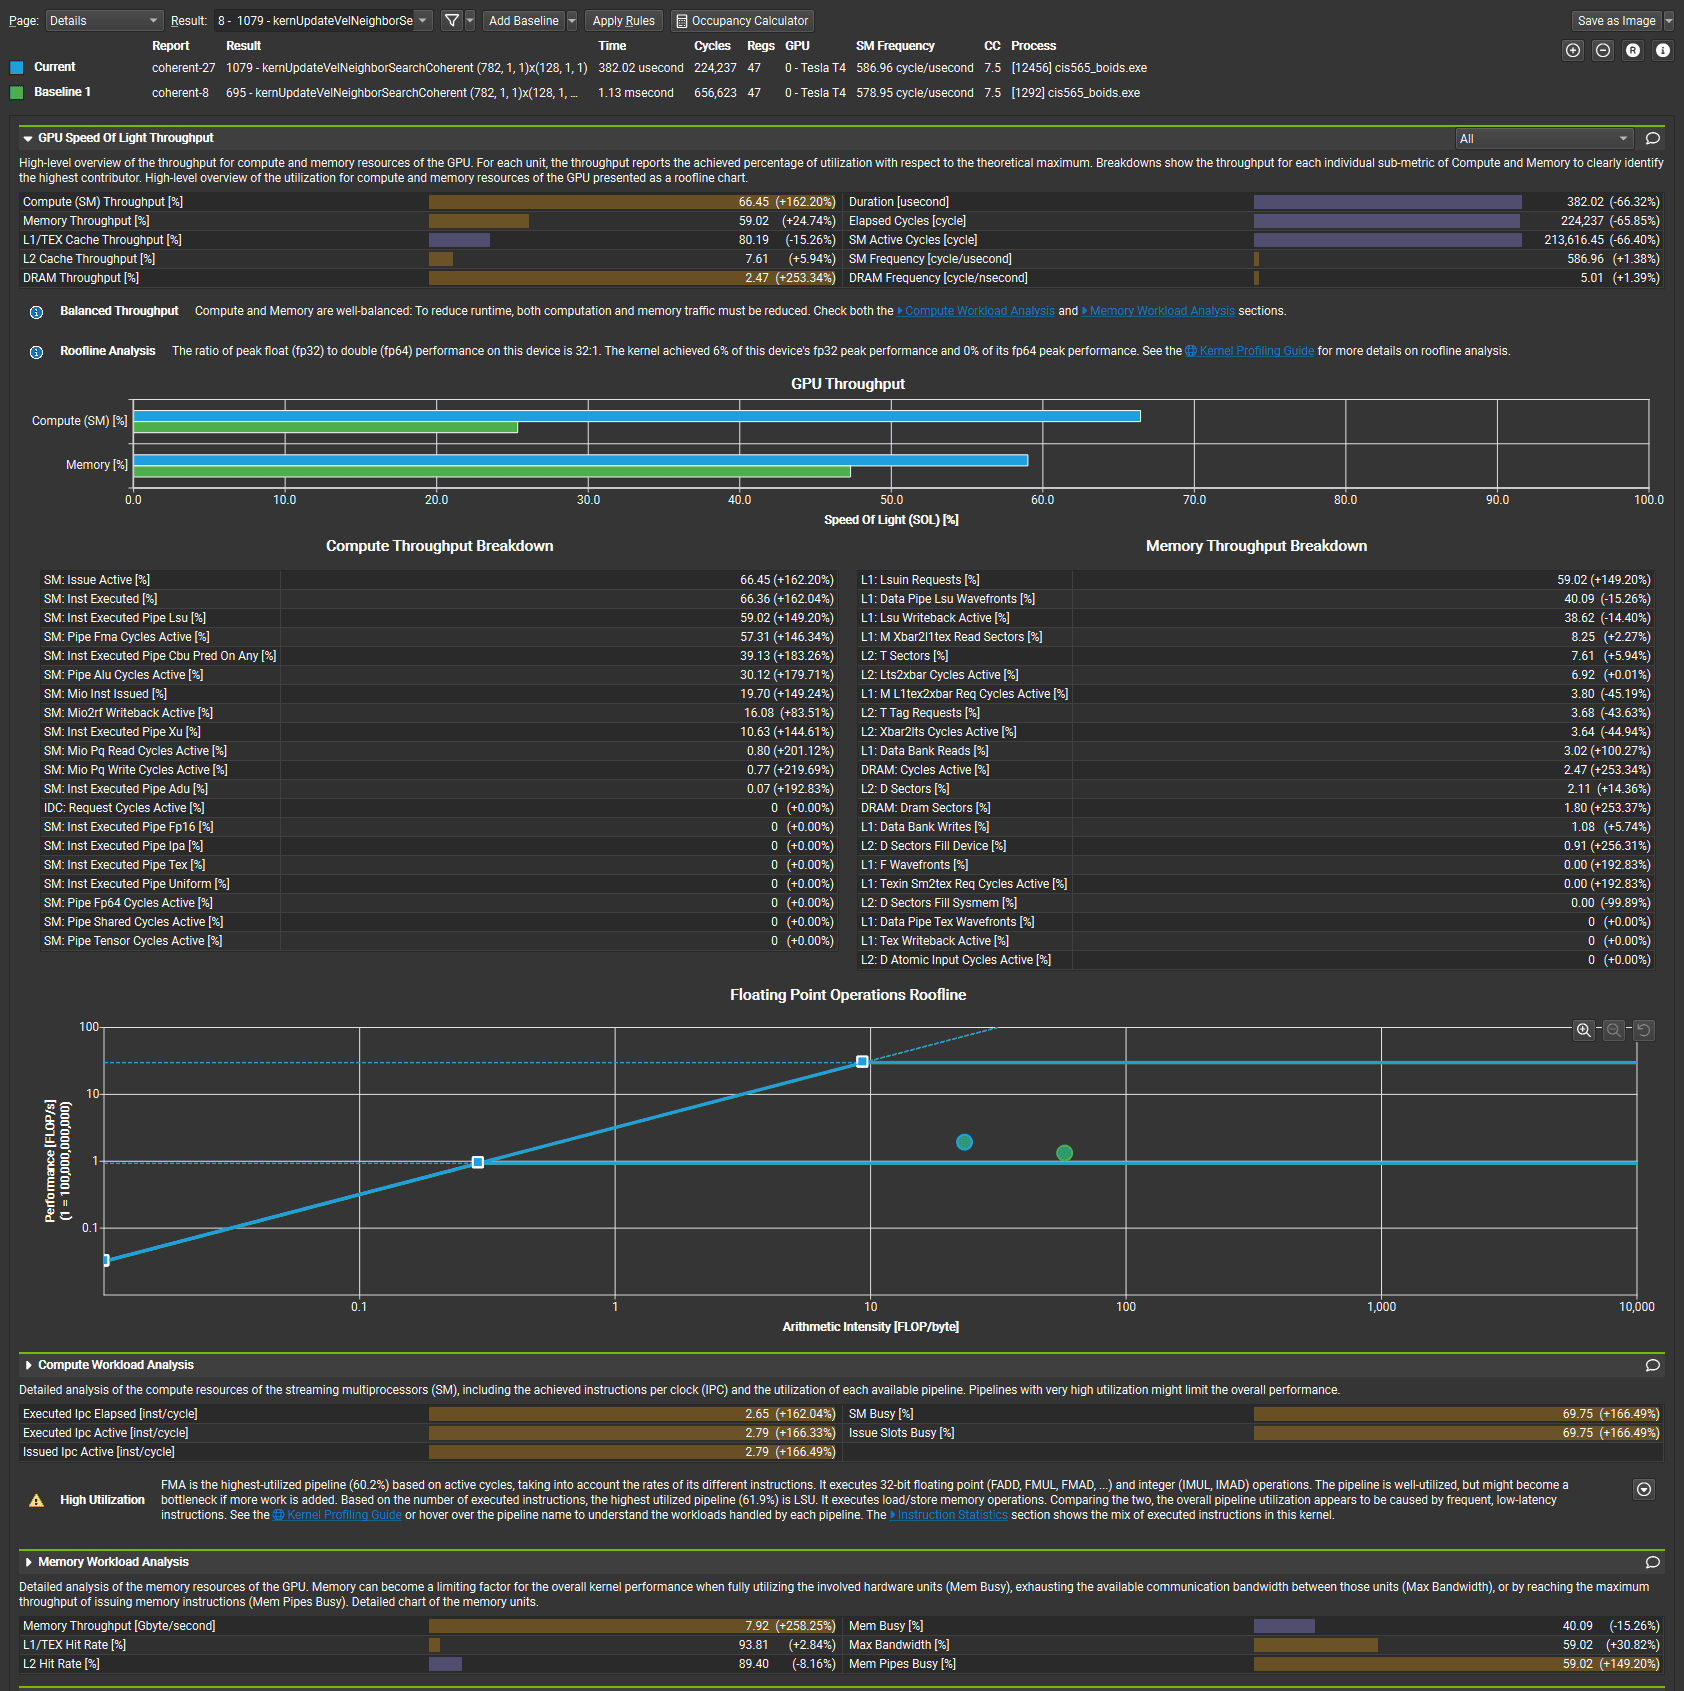 Page: Details Result: 8 - 1079 - kernUpdateVelNeighborSe Add Baseline Apply Rules Occupancy Calculator Save as Image
Report Result Time Cycles Regs GPU SM Frequency CC Process
Current coherent-27 1079 - kernUpdateVelNeighborSearchCoherent (782, 1, 1)x(128, 1, 1) 382.02 usecond 224,237 47 0 - Tesla T4 586.96 cycle/usecond 7.5 [12456] cis565_boids.exe
Baseline 1 coherent-8 695 - kernUpdateVelNeighborSearchCoherent (782, 1, 1)x(128, 1, ... 1.13 msecond 656,623 47 0 - Tesla T4 578.95 cycle/usecond 7.5 [1292] cis565_boids.exe
GPU Speed Of Light Throughput All
High-level overview of the throughput for compute and memory resources of the GPU. For each unit, the throughput reports the achieved percentage of utilization with respect to the theoretical maximum. Breakdowns show the throughput for each individual sub-metric of Compute and Memory to clearly identify
the highest contributor. High-level overview of the utilization for compute and memory resources of the GPU presented as a roofline chart.
Compute (SM) Throughput [%] 66.45 (+162.20%) Duration [usecond] 382.02 (-66.32%)
Memory Throughput [%] 59.02 (+24.74%) Elapsed Cycles [cycle] 224,237 (-65.85%)
L1/TEX Cache Throughput [%] 80.19 (-15.26%) SM Active Cycles [cycle] 213,616.45 (-66.40%)
L2 Cache Throughput [%] 7.61 (+5.94%) SM Frequency [cycle/usecond] 586.96 (+1.38%)
DRAM Throughput [%] 2.47 (+253.34%) DRAM Frequency [cycle/nsecond] 5.01 (+1.39%)
Balanced Throughput Compute and Memory are well-balanced: To reduce runtime, both computation and memory traffic must be reduced. Check both the Compute Workload Analysis and Memory Workload Analysis sections.
Roofline Analysis The ratio of peak float (fp32) to double (fp64) performance on this device is 32:1. The kernel achieved 6% of this device's fp32 peak performance and 0% of its fp64 peak performance. See the Kernel Profiling Guide for more details on roofline analysis.
GPU Throughput
Compute (SM) [%]
Memory [%]
0.0 10.0 20.0 30.0 40.0 50.0 60.0 70.0 80.0 90.0 100.0
Speed Of Light (SOL) [%]
Compute Throughput Breakdown
SM: Issue Active [%] 66.45 (+162.20%)
SM: Inst Executed [%] 66.36 (+162.04%)
SM: Inst Executed Pipe Lsu [%] 59.02 (+149.20%)
SM: Pipe Fma Cycles Active [%] 57.31 (+146.34%)
SM: Inst Executed Pipe Cbu Pred On Any [%] 39.13 (+183.26%)
SM: Pipe Alu Cycles Active [%] 30.12 (+179.71%)
SM: Mio Inst Issued [%] 19.70 (+149.24%)
SM: Mio2rf Writeback Active [%] 16.08 (+83.51%)
SM: Inst Executed Pipe Xu [%] 10.63 (+144.61%)
SM: Mio Pq Read Cycles Active [%] 0.80 (+201.12%)
SM: Mio Pq Write Cycles Active [%] 0.77 (+219.69%)
SM: Inst Executed Pipe Adu [%] 0.07 (+192.83%)
IDC: Request Cycles Active [%] 0 (+0.00%)
SM: Inst Executed Pipe Fp16 [%] 0 (+0.00%)
SM: Inst Executed Pipe Ipa [%] 0 (+0.00%)
SM: Inst Executed Pipe Tex [%] 0 (+0.00%)
SM: Inst Executed Pipe Uniform [%] 0 (+0.00%)
SM: Pipe Fp64 Cycles Active [%] 0 (+0.00%)
SM: Pipe Shared Cycles Active [%] 0 (+0.00%)
SM: Pipe Tensor Cycles Active [%] 0 (+0.00%)
Memory Throughput Breakdown
L1: Lsuin Requests [%] 59.02 (+149.20%)
L1: Data Pipe Lsu Wavefronts [%] 40.09 (-15.26%)
L1: Lsu Writeback Active [%] 38.62 (-14.40%)
L1: M Xbar2l1tex Read Sectors [%] 8.25 (+2.27%)
L2: T Sectors [%] 7.61 (+5.94%)
L2: Lts2xbar Cycles Active [%] 6.92 (+0.01%)
L1: M L1tex2xbar Req Cycles Active [%] 3.80 (-45.19%)
L2: T Tag Requests [%] 3.68 (-43.63%)
L2: Xbar2lts Cycles Active [%] 3.64 (-44.94%)
L1: Data Bank Reads [%] 3.02 (+100.27%)
DRAM: Cycles Active [%] 2.47 (+253.34%)
L2: D Sectors [%] 2.11 (+14.36%)
DRAM: Dram Sectors [%] 1.80 (+253.37%)
L1: Data Bank Writes [%] 1.08 (+5.74%)
L2: D Sectors Fill Device [%] 0.91 (+256.31%)
L1: F Wavefronts [%] 0.00 (+192.83%)
L1: Texin Sm2tex Req Cycles Active [%] 0.00 (+192.83%)
L2: D Sectors Fill Sysmem [%] 0.00 (-99.89%)
L1: Data Pipe Tex Wavefronts [%] 0 (+0.00%)
L1: Tex Writeback Active [%] 0 (+0.00%)
L2: D Atomic Input Cycles Active [%] 0 (+0.00%)
Floating Point Operations Roofline
Performance [FLOP/s]
(1 = 100,000,000,000)
100
10
1
0.1
0.1 1 10 100 1,000 10,000
Arithmetic Intensity [FLOP/byte]
Compute Workload Analysis
Detailed analysis of the compute resources of the streaming multiprocessors (SM), including the achieved instructions per clock (IPC) and the utilization of each available pipeline. Pipelines with very high utilization might limit the overall performance.
Executed Ipc Elapsed [inst/cycle] 2.65 (+162.04%) SM Busy [%] 69.75 (+166.49%)
Executed Ipc Active [inst/cycle] 2.79 (+166.33%) Issue Slots Busy [%] 69.75 (+166.49%)
Issued Ipc Active [inst/cycle] 2.79 (+166.49%)
High Utilization
FMA is the highest-utilized pipeline (60.2%) based on active cycles, taking into account the rates of its different instructions. It executes 32-bit floating point (FADD, FMUL, FMAD, ...) and integer (IMUL, IMAD) operations. The pipeline is well-utilized, but might become a
bottleneck if more work is added. Based on the number of executed instructions, the highest utilized pipeline (61.9%) is LSU. It executes load/store memory operations. Comparing the two, the overall pipeline utilization appears to be caused by frequent, low-latency
instructions. See the Kernel Profiling Guide or hover over the pipeline name to understand the workloads handled by each pipeline. The Instruction Statistics section shows the mix of executed instructions in this kernel.
Memory Workload Analysis
Detailed analysis of the memory resources of the GPU. Memory can become a limiting factor for the overall kernel performance when fully utilizing the involved hardware units (Mem Busy), exhausting the available communication bandwidth between those units (Max Bandwidth), or by reaching the maximum
throughput of issuing memory instructions (Mem Pipes Busy). Detailed chart of the memory units.
Memory Throughput [Gbyte/second] 7.92 (+258.25%) Mem Busy [%] 40.09 (-15.26%)
L1/TEX Hit Rate [%] 93.81 (+2.84%) Max Bandwidth [%] 59.02 (+30.82%)
L2 Hit Rate [%] 89.40 (-8.16%) Mem Pipes Busy [%] 59.02 (+149.20%)